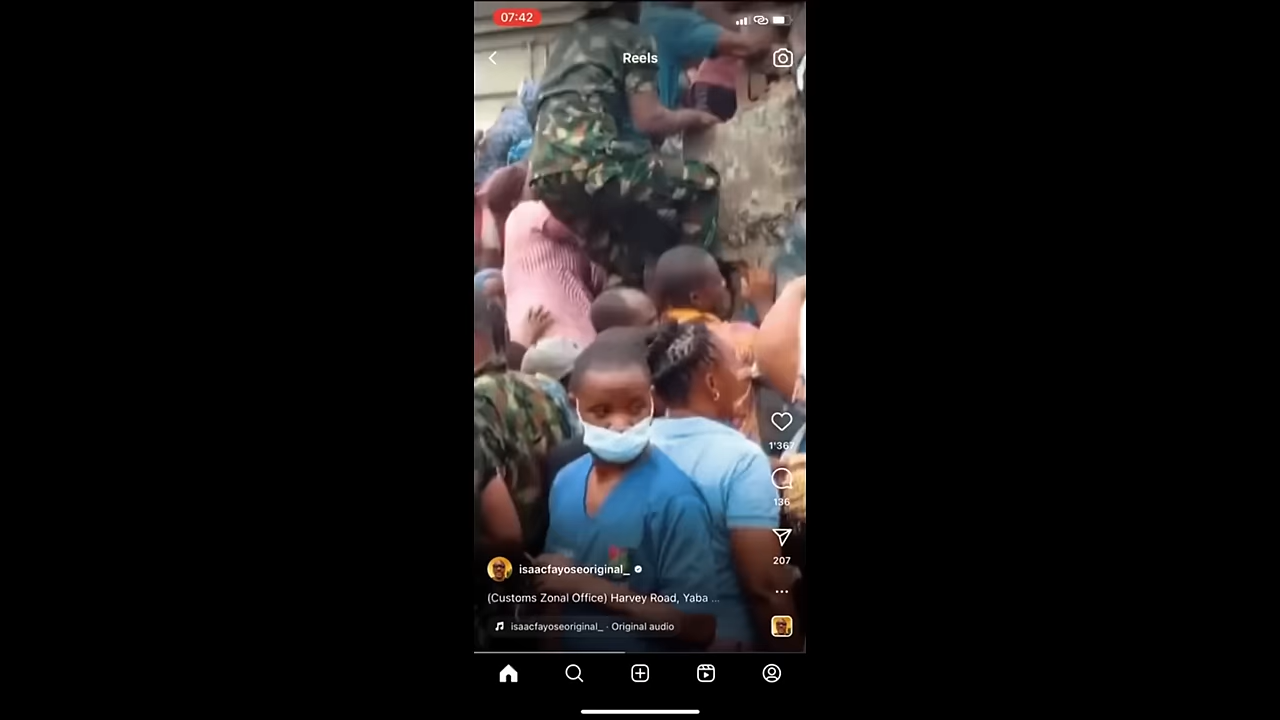 07:42
Reels
1'367
136
207
isaacfayoseoriginal_
(Customs Zonal Office) Harvey Road, Yaba ...
isaacfayoseoriginal_ · Original audio